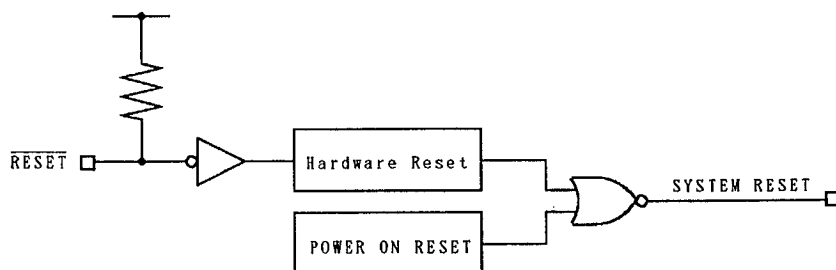 RESET
Hardware Reset
SYSTEM RESET
POWER ON RESET